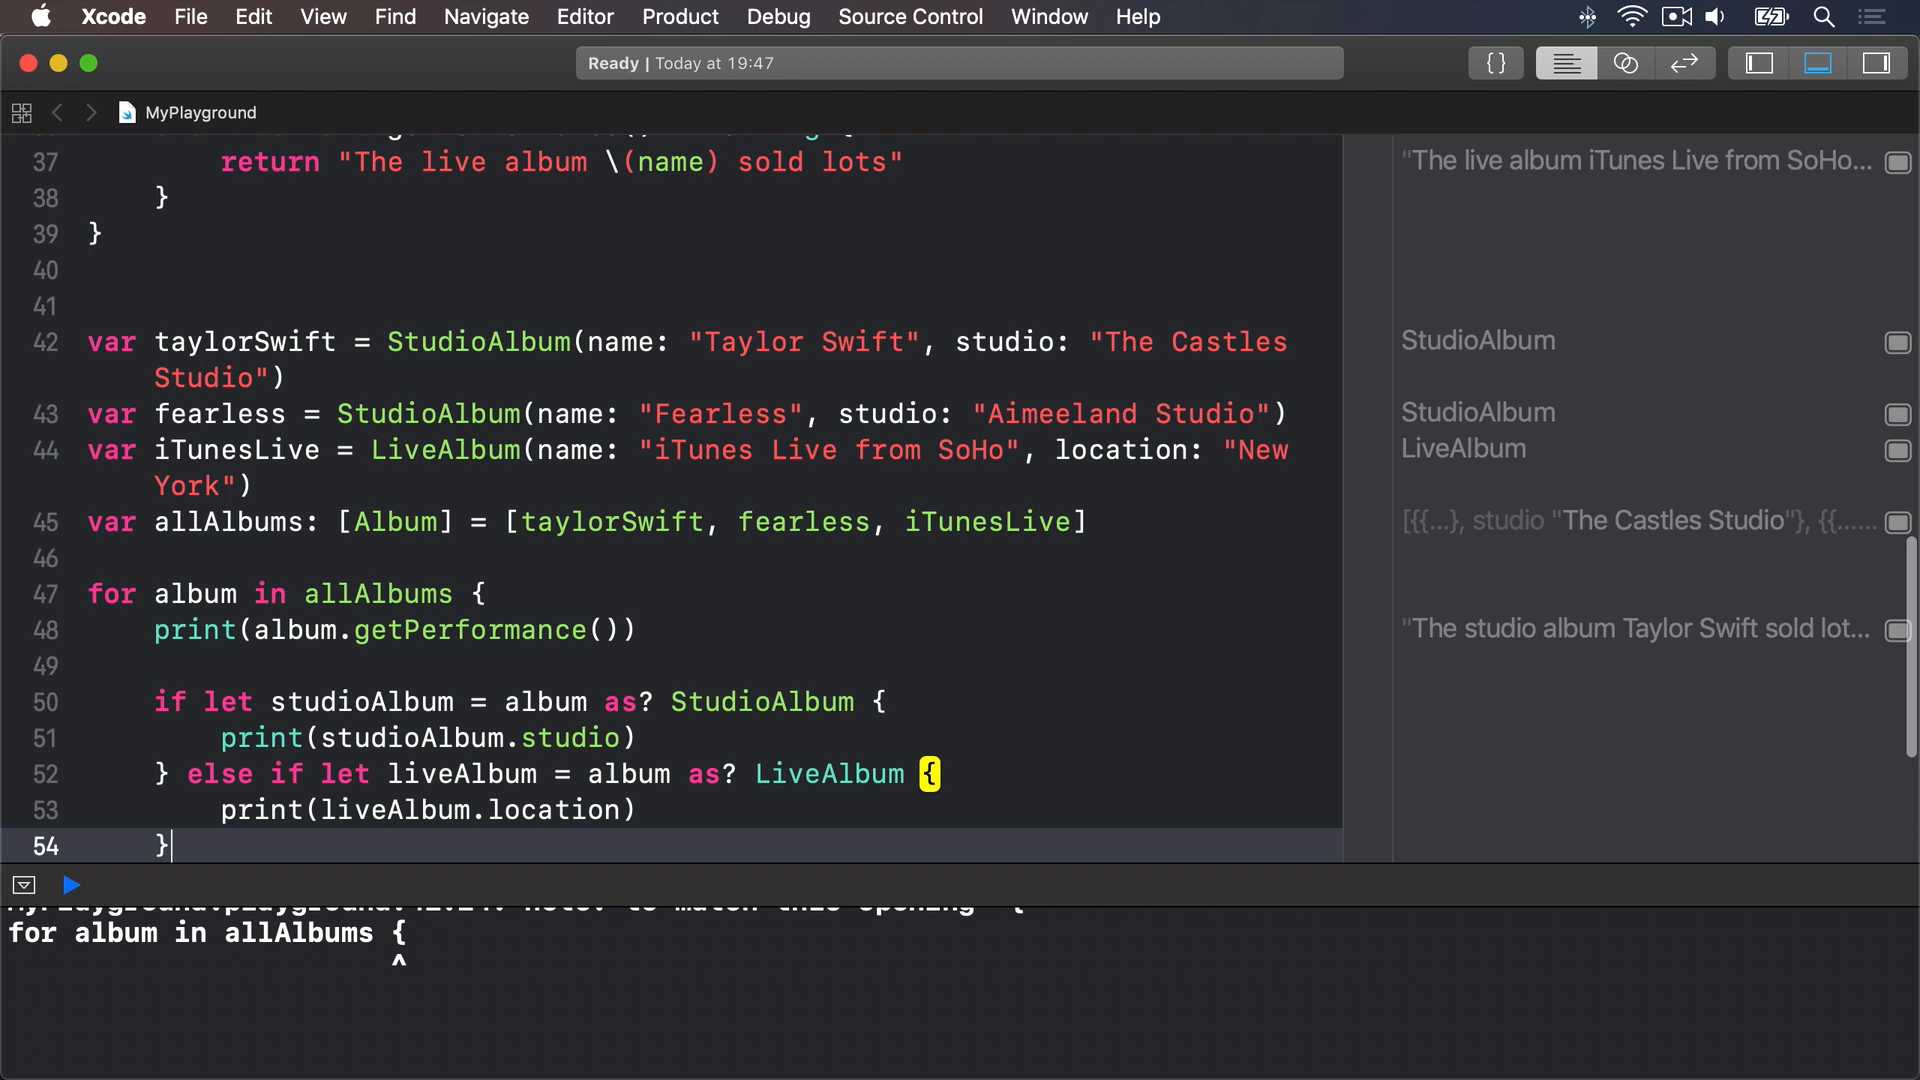 Xcode File Edit View Find Navigate Editor Product Debug Source Control Window Help
Ready | Today at 19:47
{}
MyPlayground
37 return "The live album \(name) sold lots" "The live album iTunes Live from SoHo...
38 }
39 }
40
41
42 var taylorSwift = StudioAlbum(name: "Taylor Swift", studio: "The Castles StudioAlbum
Studio")
43 var fearless = StudioAlbum(name: "Fearless", studio: "Aimeeland Studio") StudioAlbum
44 var iTunesLive = LiveAlbum(name: "iTunes Live from SoHo", location: "New LiveAlbum
York")
45 var allAlbums: [Album] = [taylorSwift, fearless, iTunesLive] [{{...}, studio "The Castles Studio"}, {{......
46
47 for album in allAlbums {
48 print(album.getPerformance()) "The studio album Taylor Swift sold lot...
49
50 if let studioAlbum = album as? StudioAlbum {
51 print(studioAlbum.studio)
52 } else if let liveAlbum = album as? LiveAlbum {
53 print(liveAlbum.location)
54 }
for album in allAlbums {
^